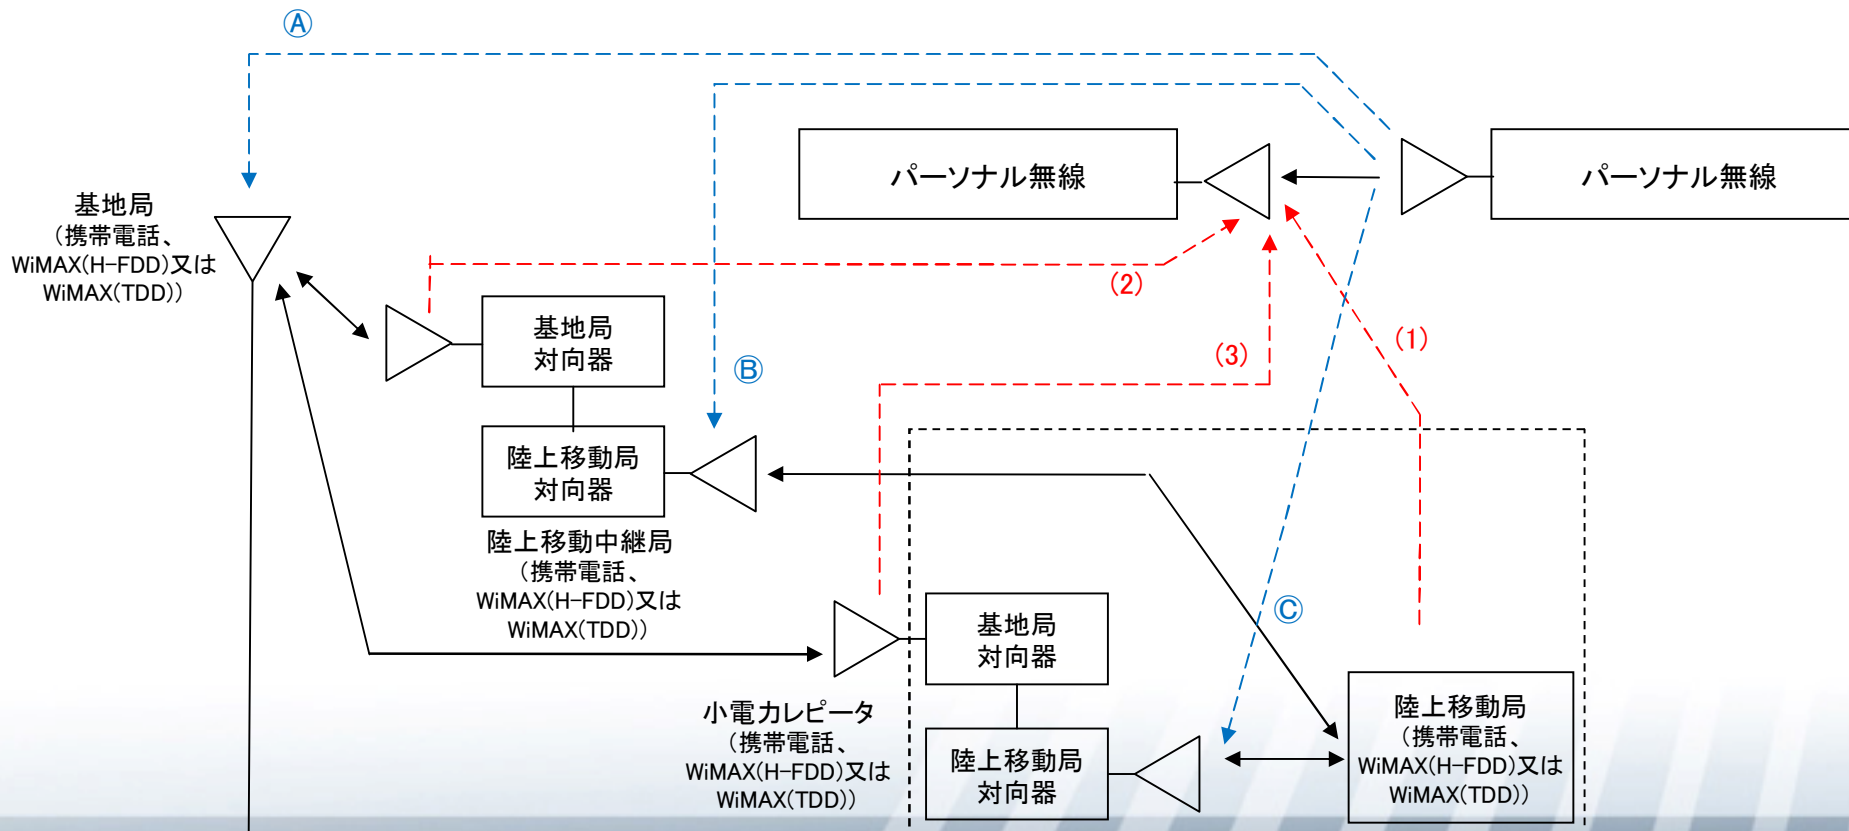 Ⓐ
パーソナル無線
パーソナル無線
基地局
（携帯電話、
WiMAX(H-FDD)又は
WiMAX(TDD)）
(2)
基地局
対向器
(1)
(3)
Ⓑ
陸上移動局
対向器
陸上移動中継局
（携帯電話、
WiMAX(H-FDD)又は
WiMAX(TDD)）
Ⓒ
基地局
対向器
小電力レピータ
（携帯電話、
WiMAX(H-FDD)又は
WiMAX(TDD)）
陸上移動局
対向器
陸上移動局
（携帯電話、
WiMAX(H-FDD)又は
WiMAX(TDD)）